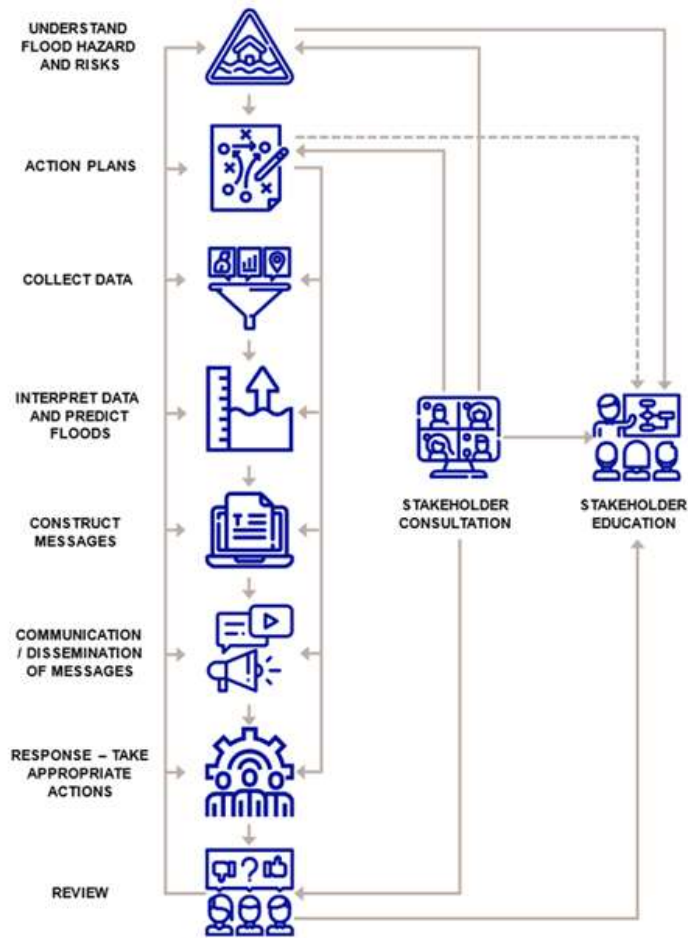 UNDERSTAND
FLOOD HAZARD
AND RISKS
ACTION PLANS
COLLECT DATA
INTERPRET DATA
AND PREDICT
FLOODS
STAKEHOLDER
CONSULTATION
STAKEHOLDER
EDUCATION
CONSTRUCT
MESSAGES
COMMUNICATION
/ DISSEMINATION
OF MESSAGES
RESPONSE – TAKE
APPROPRIATE
ACTIONS
REVIEW